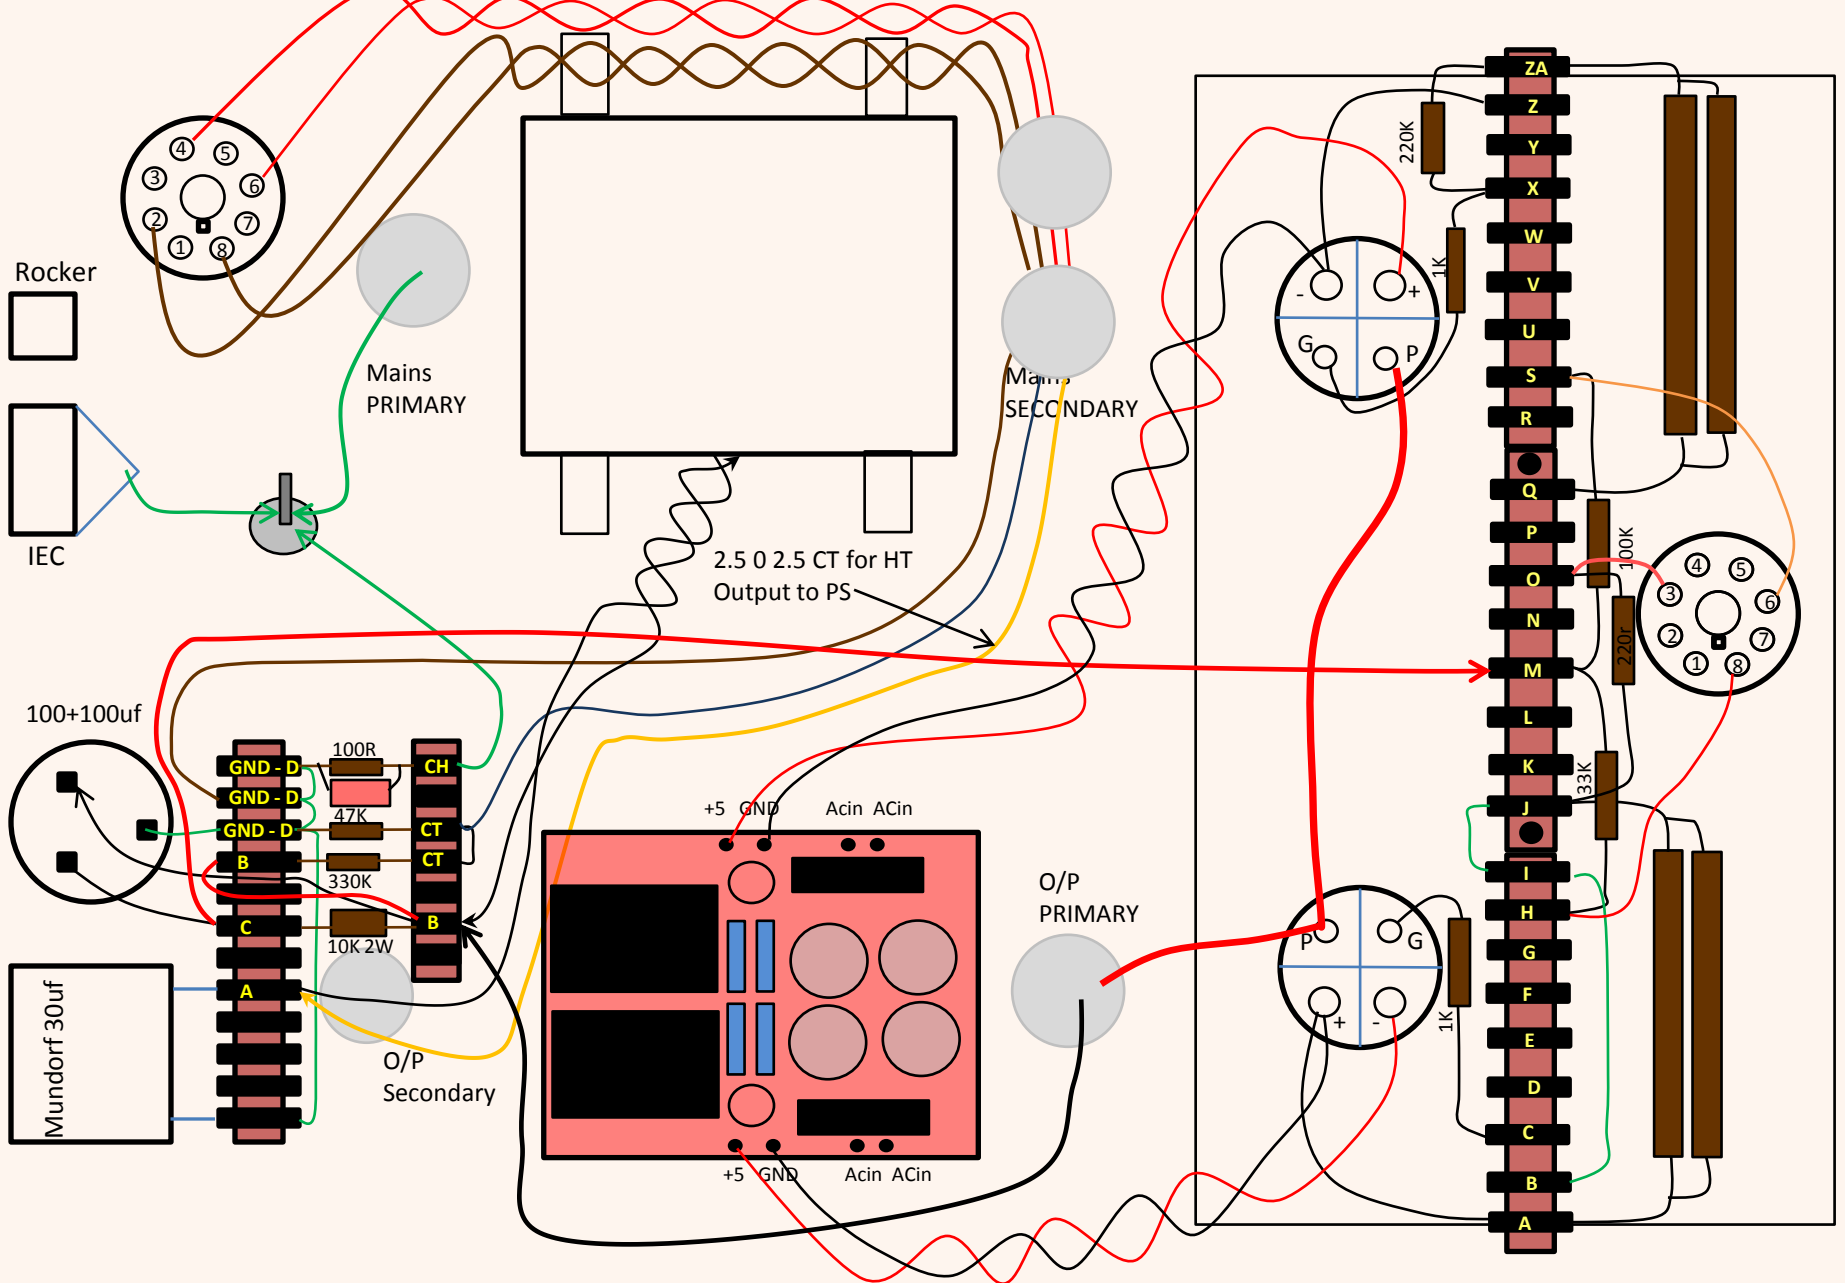 4
5
3
6
2
7
1
8
Rocker
Mains
PRIMARY
IEC
Mains
SECONDARY
2.5 0 2.5 CT for HT
Output to PS
100+100uf
GND - D
100R
CH
GND - D
47K
GND - D
CT
B
330K
CT
C
10K 2W
B
A
Mundorf 30uf
O/P
Secondary
+5 GND
Acin ACin
+5 GND
Acin ACin
O/P
PRIMARY
-
+
G
P
P
G
+
-
220K
1K
1K
ZA
Z
Y
X
W
V
U
S
R
Q
P
O
N
M
L
K
J
I
H
G
F
E
D
C
B
A
100K
220r
33K
4
5
3
6
2
7
1
8